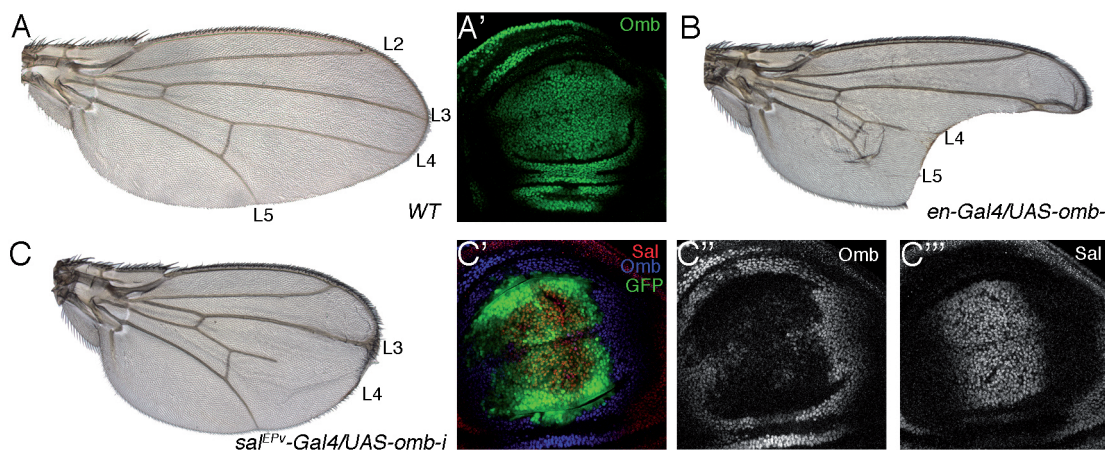 A
L2
L3
L4
L5
WT
A'
Omb
B
L4
L5
en-Gal4/UAS-omb-
C
L3
L4
salEPv-Gal4/UAS-omb-i
C'
Sal
Omb
GFP
C''
Omb
C'''
Sal